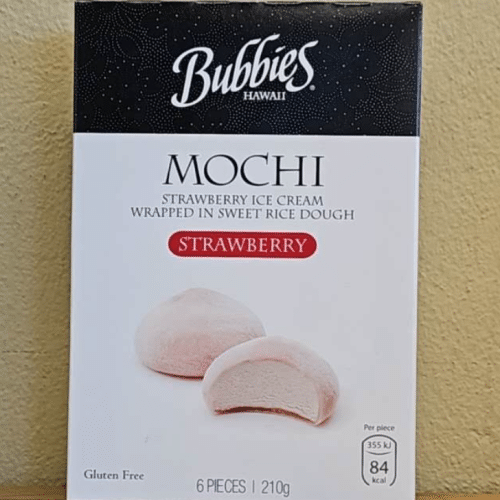 Bubbies®
HAWAII
MOCHI
STRAWBERRY ICE CREAM
WRAPPED IN SWEET RICE DOUGH
STRAWBERRY
Per piece
355 kJ
84
kcal
Gluten Free
6 PIECES | 210g